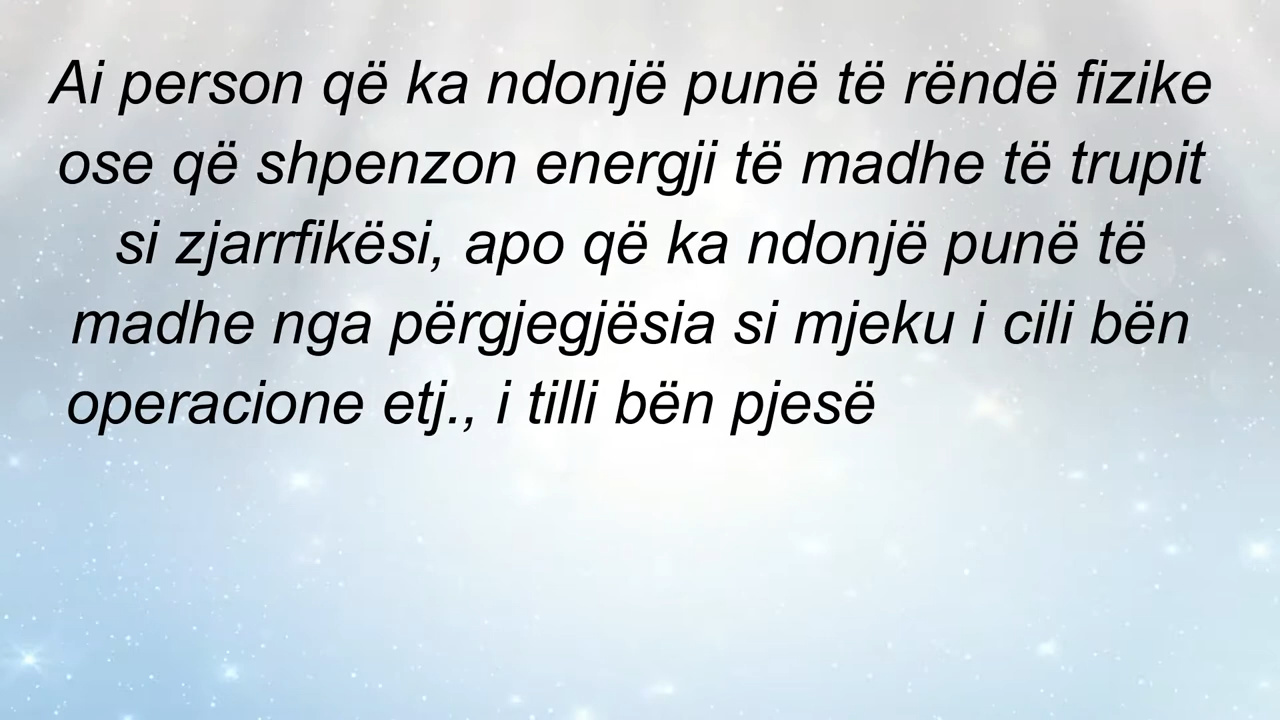 Ai person që ka ndonjë punë të rëndë fizike
ose që shpenzon energji të madhe të trupit
si zjarrfikësi, apo që ka ndonjë punë të
madhe nga përgjegjësia si mjeku i cili bën
operacione etj., i tilli bën pjesë